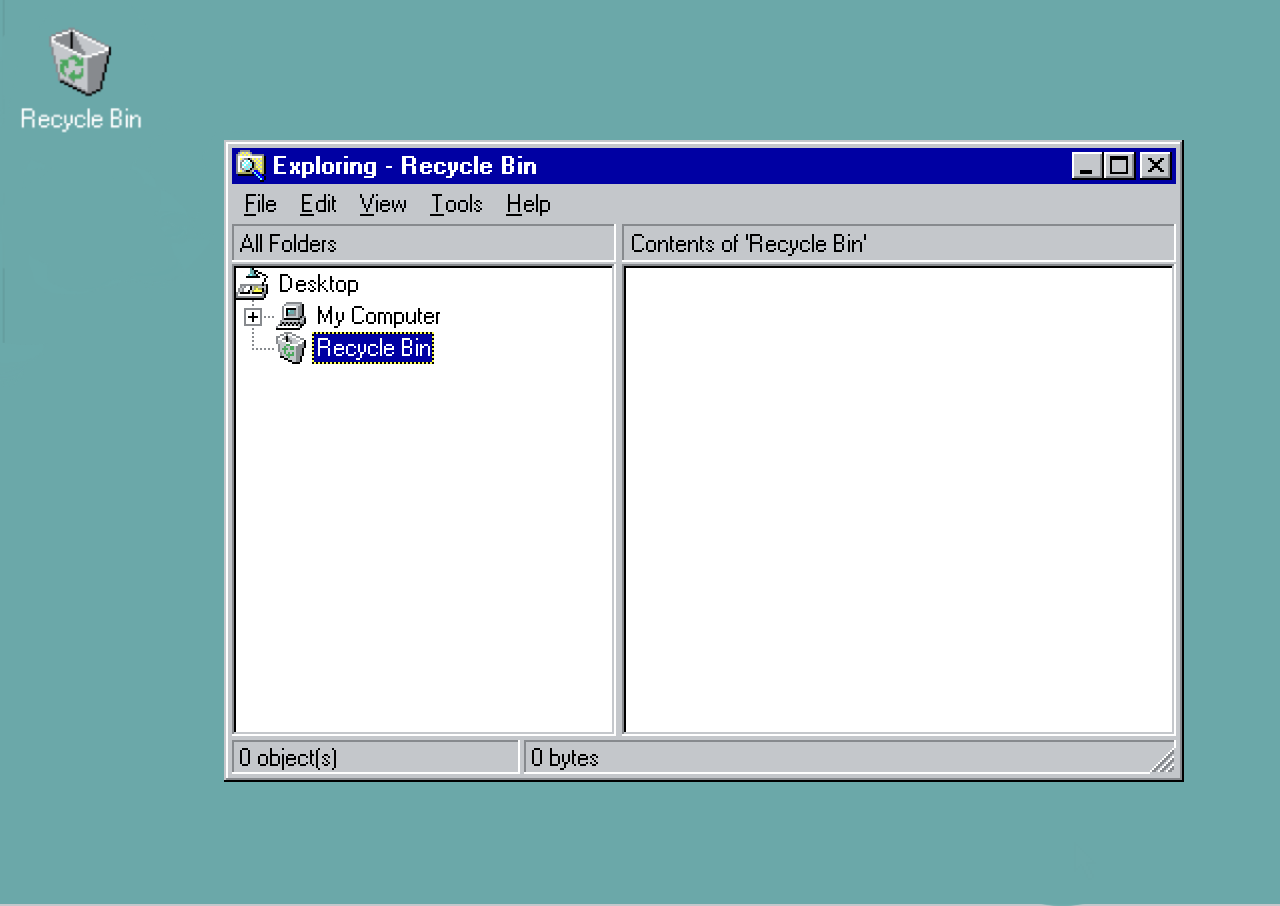 Recycle Bin
Exploring - Recycle Bin
File Edit View Tools Help
All Folders
Contents of 'Recycle Bin'
Desktop
My Computer
Recycle Bin
0 object(s)
0 bytes